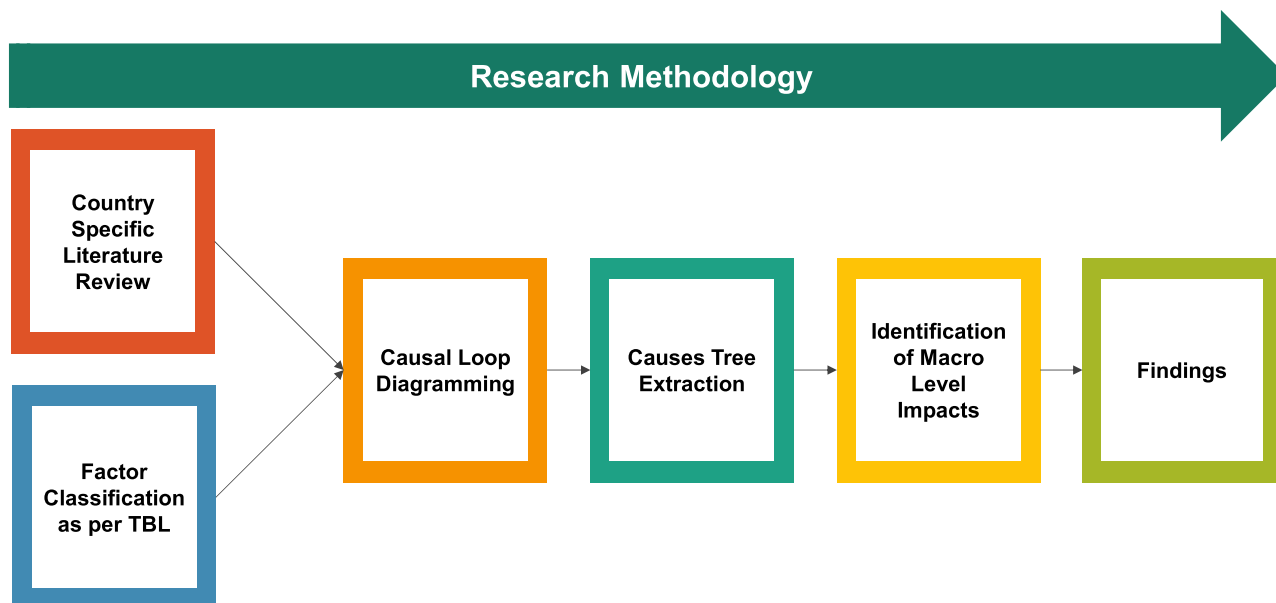 Research Methodology
Country
Specific
Literature
Review
Factor
Classification
as per TBL
Causal Loop
Diagramming
Causes Tree
Extraction
Identification
of Macro
Level
Impacts
Findings